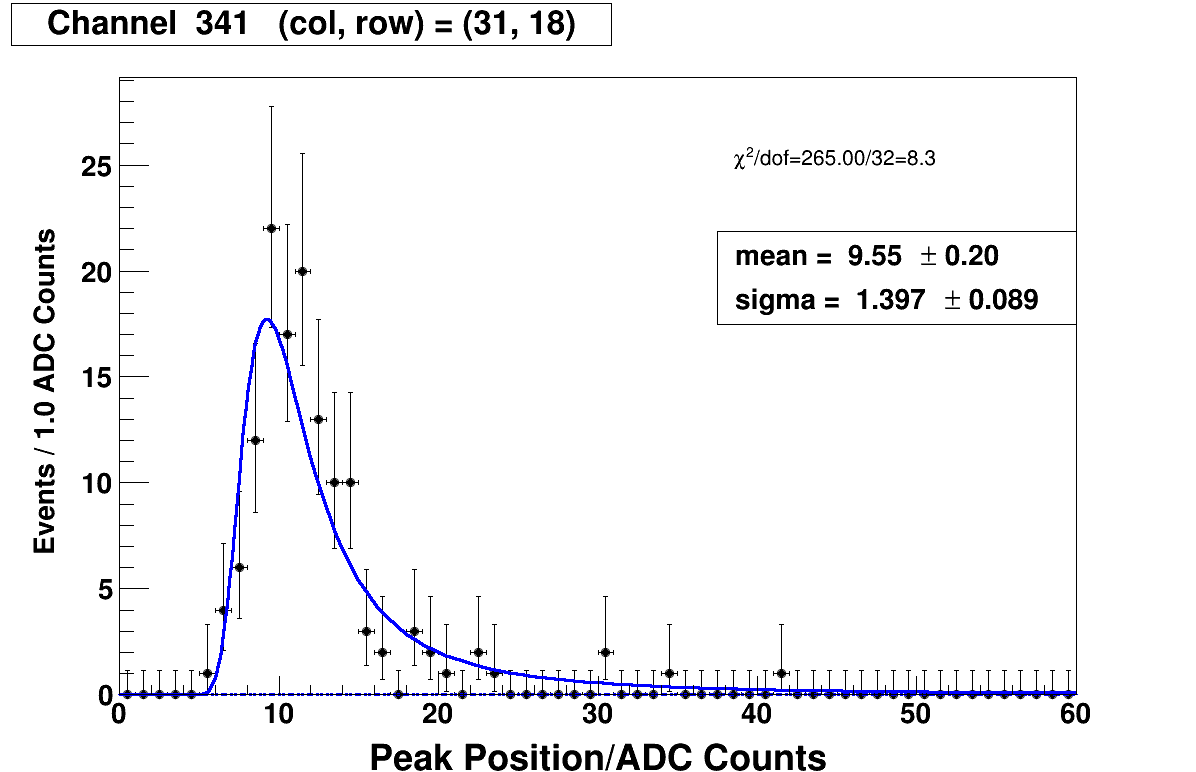 Channel 341 (col, row) = (31, 18)
χ²/dof=265.00/32=8.3
mean = 9.55 ± 0.20
sigma = 1.397 ± 0.089
Events / 1.0 ADC Counts
25
20
15
10
5
0
0 10 20 30 40 50 60
Peak Position/ADC Counts